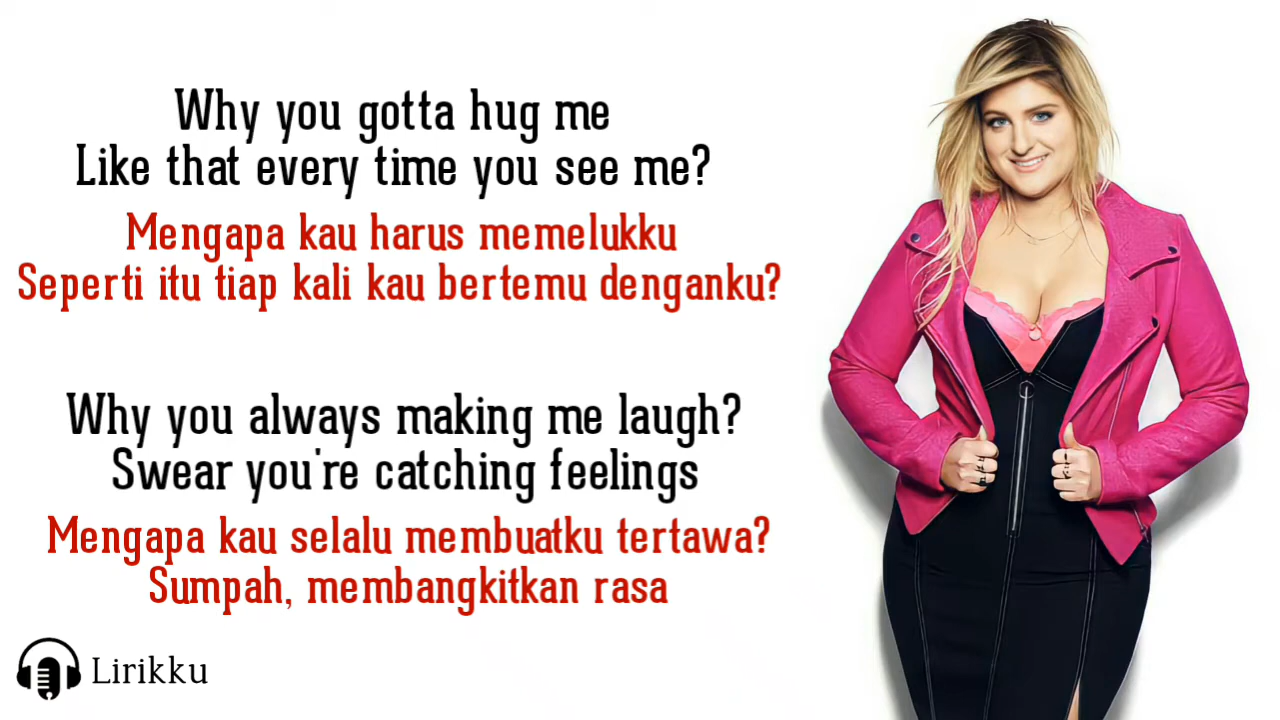 Why you gotta hug me
Like that every time you see me?
Mengapa kau harus memelukku
Seperti itu tiap kali kau bertemu denganku?
Why you always making me laugh?
Swear you're catching feelings
Mengapa kau selalu membuatku tertawa?
Sumpah, membangkitkan rasa
Lirikku